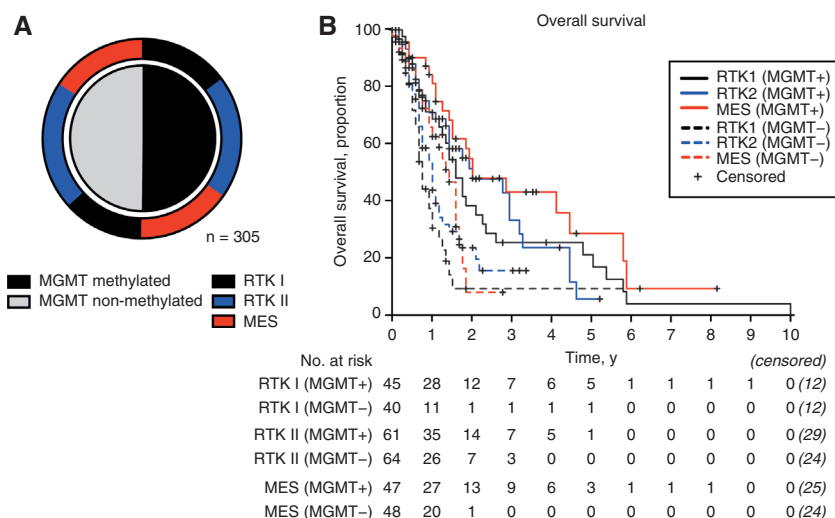 A
n = 305
MGMT methylated
MGMT non-methylated
RTK I
RTK II
MES
B
Overall survival
Overall survival, proportion
100
80
60
40
20
0
0 1 2 3 4 5 6 7 8 9 10
Time, y
RTK1 (MGMT+)
RTK2 (MGMT+)
MES (MGMT+)
RTK1 (MGMT−)
RTK2 (MGMT−)
MES (MGMT−)
+ Censored
No. at risk (censored)
RTK I (MGMT+) 45 28 12 7 6 5 1 1 1 1 0 (12)
RTK I (MGMT−) 40 11 1 1 1 1 0 0 0 0 0 (12)
RTK II (MGMT+) 61 35 14 7 5 1 0 0 0 0 0 (29)
RTK II (MGMT−) 64 26 7 3 0 0 0 0 0 0 0 (24)
MES (MGMT+) 47 27 13 9 6 3 1 1 1 0 0 (25)
MES (MGMT−) 48 20 1 0 0 0 0 0 0 0 0 (24)